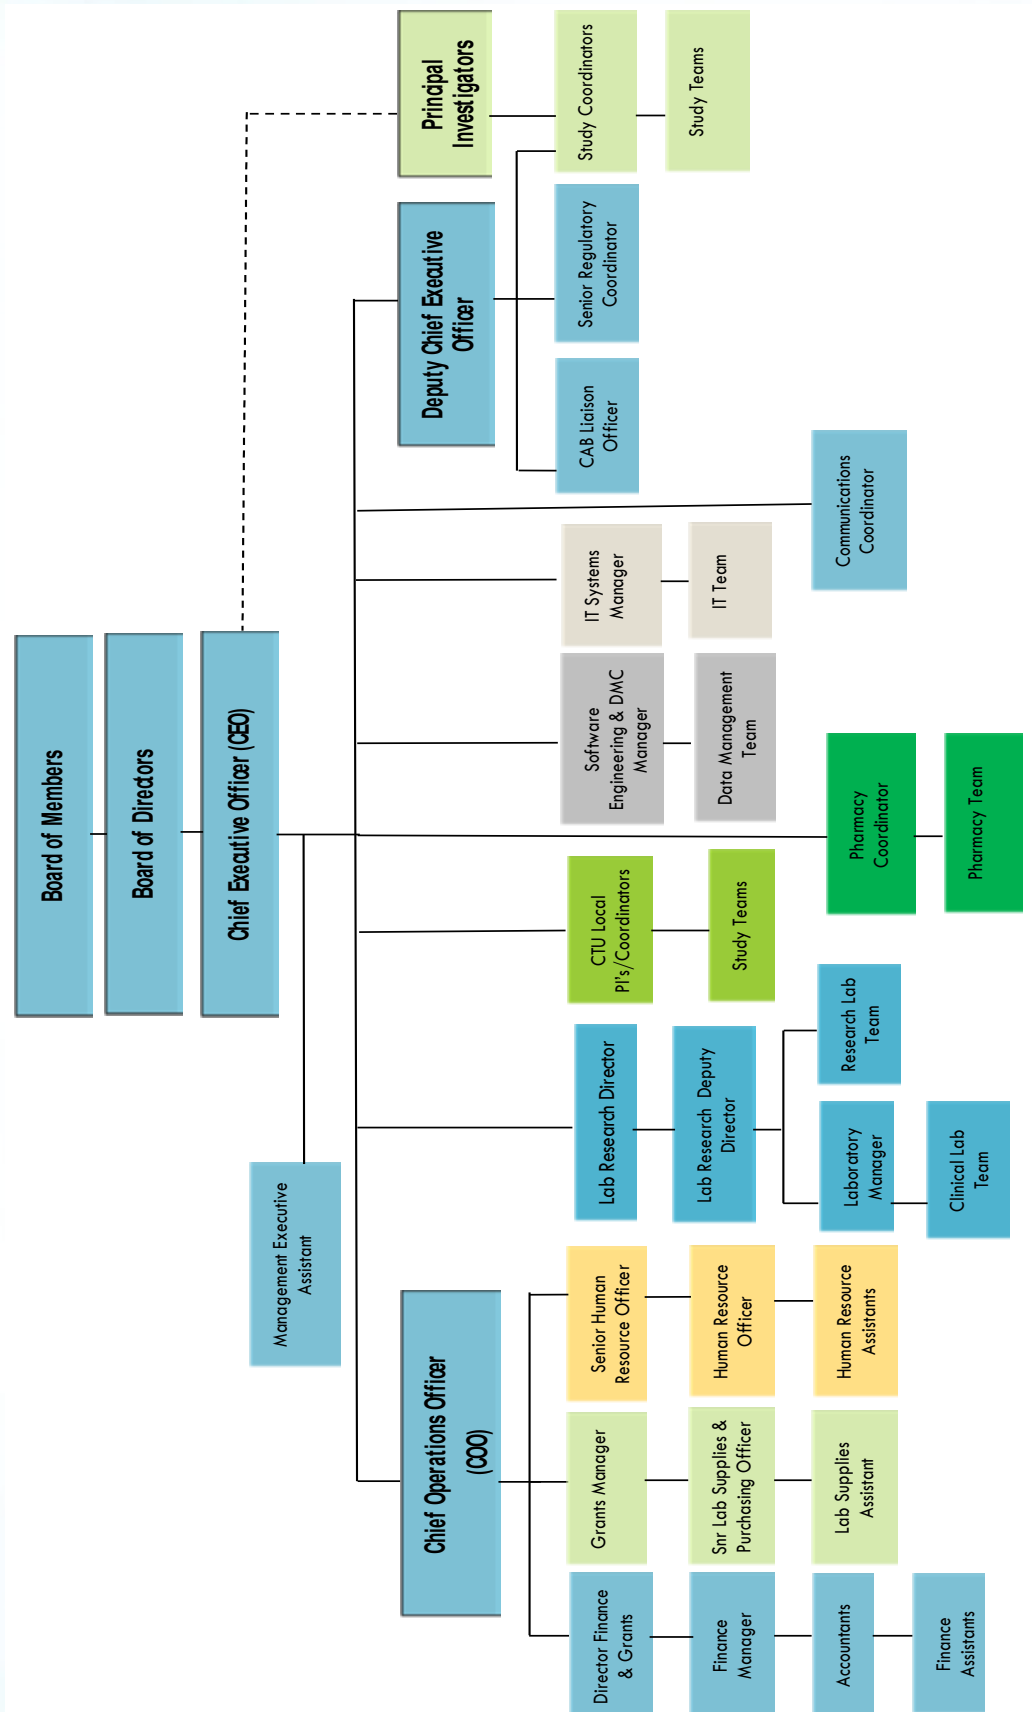 Board of Members
Board of Directors
Chief Executive Officer (CEO)
Management Executive
Assistant
Chief Operations Officer
(COO)
Deputy Chief Executive
Officer
Principal
Investigators
Director Finance
& Grants
Grants Manager
Senior Human
Resource Officer
Lab Research Director
CTU Local
PI's/Coordinators
Software
Engineering & DMC
Manager
IT Systems
Manager
CAB Liaison
Officer
Senior Regulatory
Coordinator
Study Coordinators
Finance
Manager
Snr Lab Supplies &
Purchasing Officer
Human Resource
Officer
Lab Research Deputy
Director
Study Teams
Data Management
Team
IT Team
Study Teams
Accountants
Lab Supplies
Assistant
Human Resource
Assistants
Laboratory
Manager
Research Lab
Team
Pharmacy
Coordinator
Communications
Coordinator
Finance
Assistants
Clinical Lab
Team
Pharmacy Team